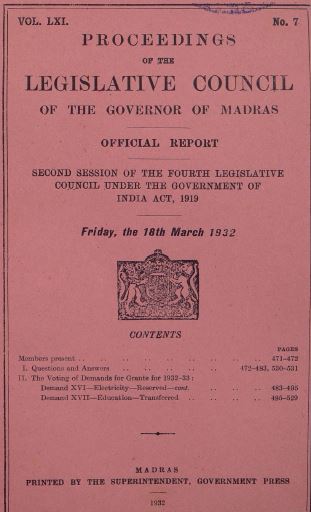 VOL. LXI. No. 7
PROCEEDINGS
OF THE
LEGISLATIVE COUNCIL
OF THE GOVERNOR OF MADRAS
OFFICIAL REPORT
SECOND SESSION OF THE FOURTH LEGISLATIVE
COUNCIL UNDER THE GOVERNMENT OF
INDIA ACT, 1919
Friday, the 18th March 1932
CONTENTS
PAGES
Members present .. .. .. .. .. .. .. .. 471-472
I. Questions and Answers .. .. .. .. .. 472-483, 530-531
II. The Voting of Demands for Grants for 1932-33:
Demand XVI—Electricity—Reserved—cont. .. .. .. 483-495
Demand XVII—Education—Transferred .. .. .. .. 495-529
MADRAS
PRINTED BY THE SUPERINTENDENT, GOVERNMENT PRESS
1932